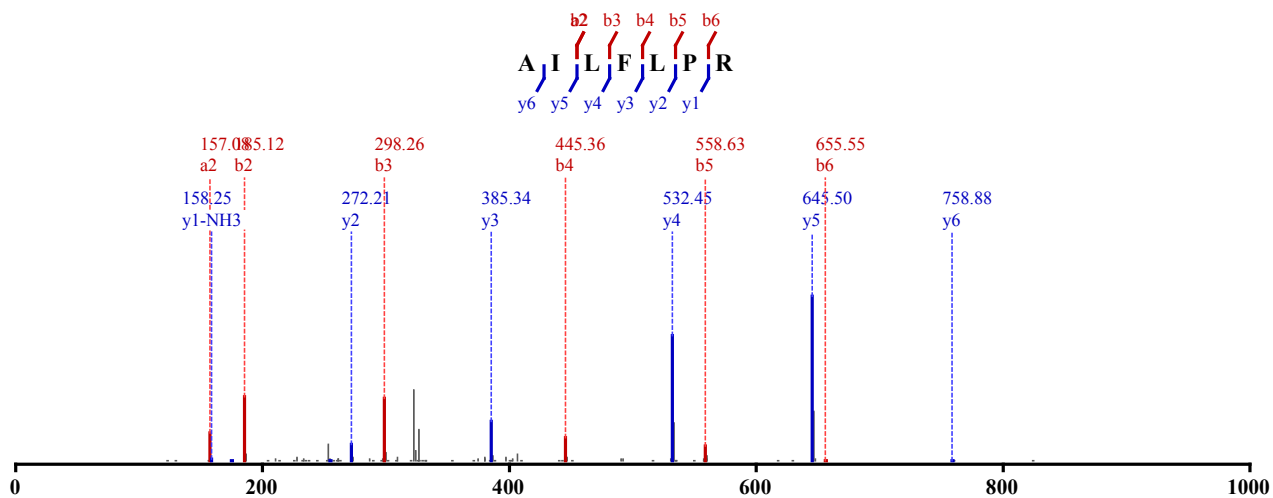 a2 b2 b3 b4 b5 b6
A I L F L P R
y6 y5 y4 y3 y2 y1
157.08 185.12 298.26 445.36 558.63 655.55
a2 b2 b3 b4 b5 b6
158.25 272.21 385.34 532.45 645.50 758.88
y1-NH3 y2 y3 y4 y5 y6
0 200 400 600 800 1000